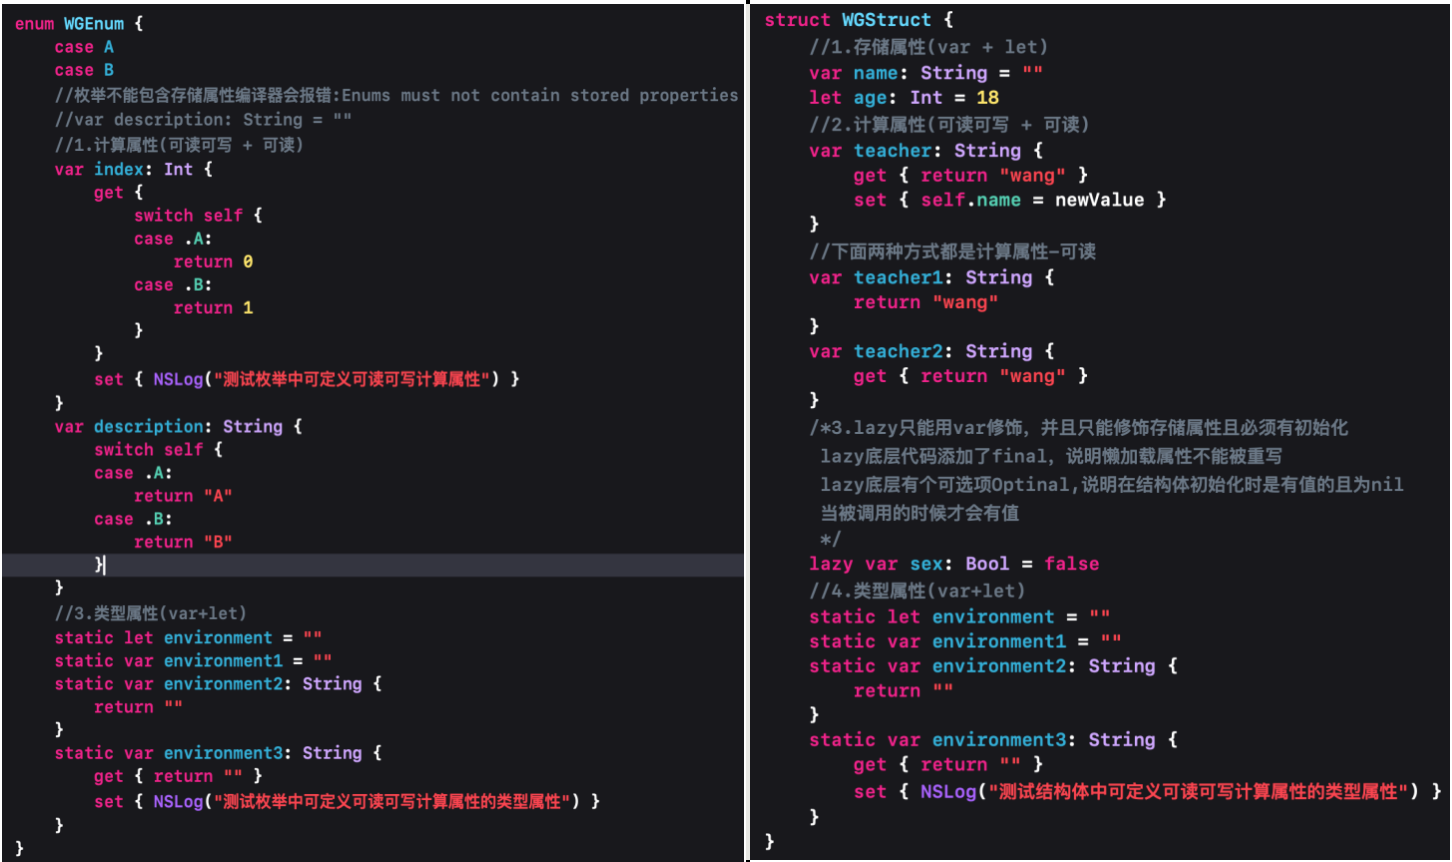 enum WGEnum {
    case A
    case B
    //枚举不能包含存储属性编译器会报错:Enums must not contain stored properties
    //var description: String = ""
    //1.计算属性(可读可写 + 可读)
    var index: Int {
        get {
            switch self {
            case .A:
                return 0
            case .B:
                return 1
            }
        }
        set { NSLog("测试枚举中可定义可读可写计算属性") }
    }
    var description: String {
        switch self {
        case .A:
            return "A"
        case .B:
            return "B"
        }
    }
    //3.类型属性(var+let)
    static let environment = ""
    static var environment1 = ""
    static var environment2: String {
        return ""
    }
    static var environment3: String {
        get { return "" }
        set { NSLog("测试枚举中可定义可读可写计算属性的类型属性") }
    }
}
struct WGStruct {
    //1.存储属性(var + let)
    var name: String = ""
    let age: Int = 18
    //2.计算属性(可读可写 + 可读)
    var teacher: String {
        get { return "wang" }
        set { self.name = newValue }
    }
    //下面两种方式都是计算属性-可读
    var teacher1: String {
        return "wang"
    }
    var teacher2: String {
        get { return "wang" }
    }
    /*3.lazy只能用var修饰，并且只能修饰存储属性且必须有初始化
     lazy底层代码添加了final，说明懒加载属性不能被重写
     lazy底层有个可选项Optinal,说明在结构体初始化时是有值的且为nil
     当被调用的时候才会有值
     */
    lazy var sex: Bool = false
    //4.类型属性(var+let)
    static let environment = ""
    static var environment1 = ""
    static var environment2: String {
        return ""
    }
    static var environment3: String {
        get { return "" }
        set { NSLog("测试结构体中可定义可读可写计算属性的类型属性") }
    }
}